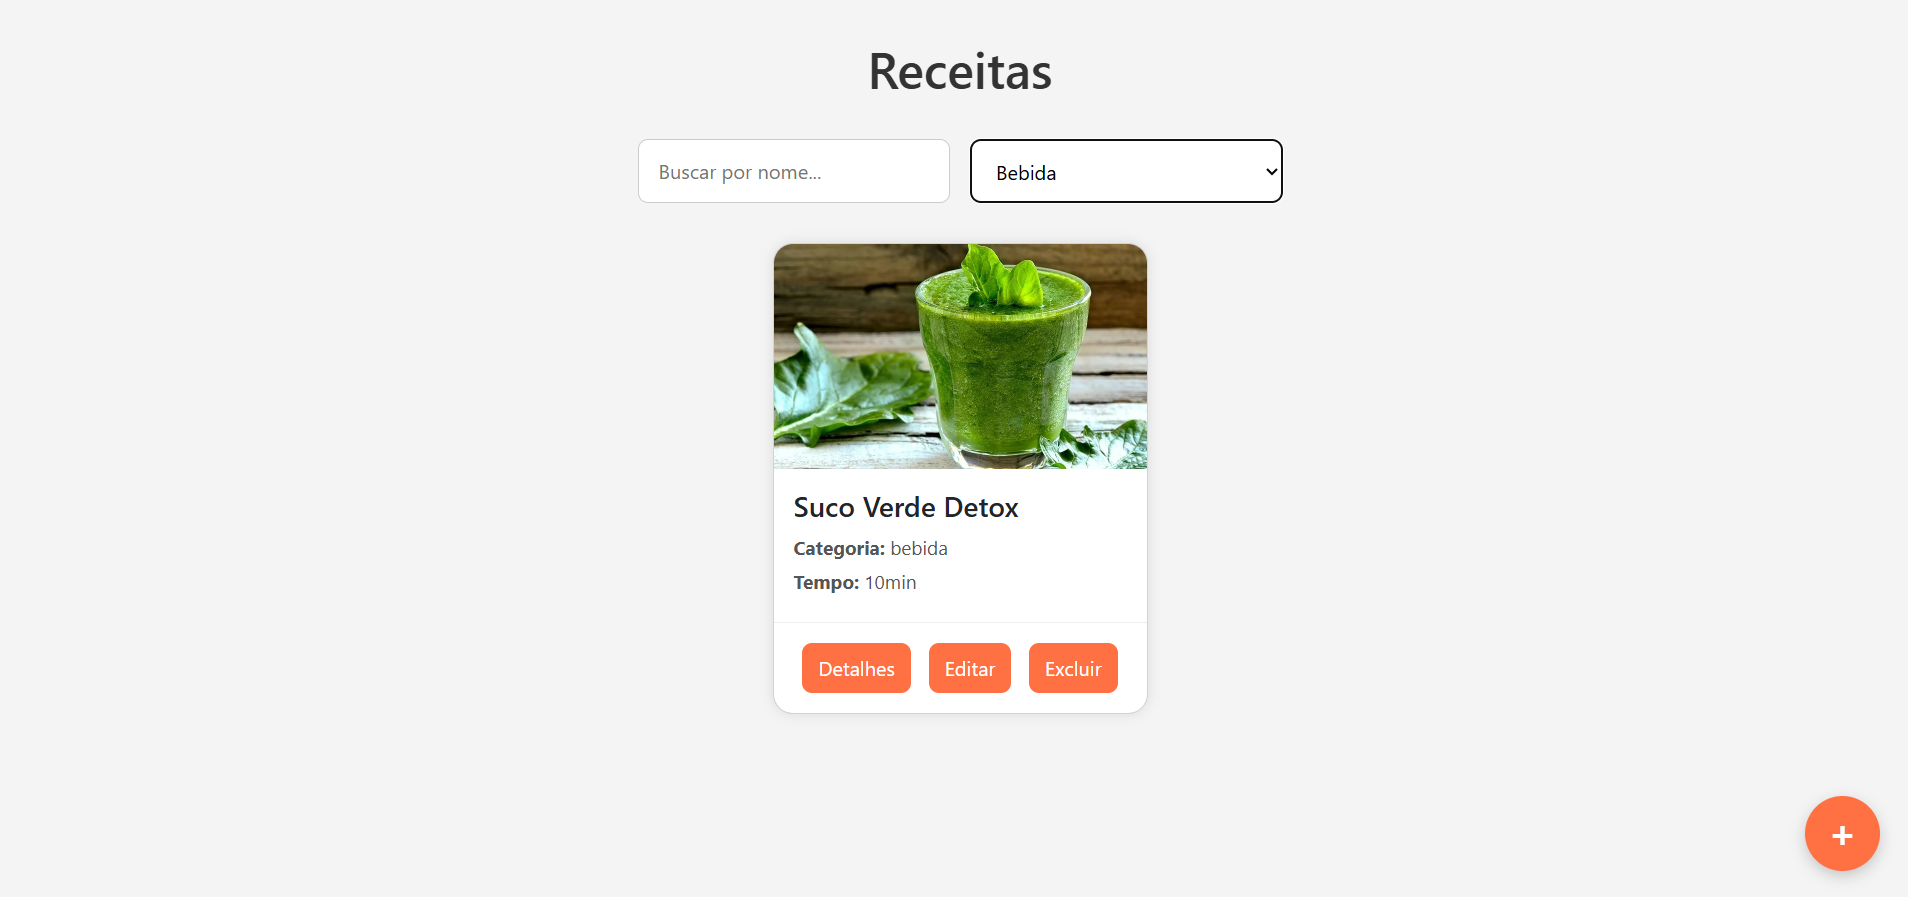 Receitas
Buscar por nome...
Bebida
Suco Verde Detox
Categoria: bebida
Tempo: 10min
Detalhes
Editar
Excluir
+